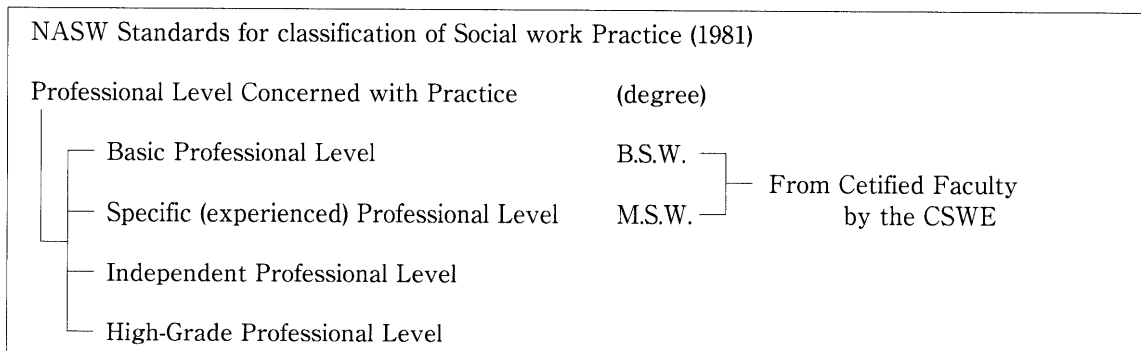 NASW Standards for classification of Social work Practice (1981)
Professional Level Concerned with Practice (degree)
Basic Professional Level B.S.W.
From Cetified Faculty
Specific (experienced) Professional Level M.S.W.
by the CSWE
Independent Professional Level
High-Grade Professional Level